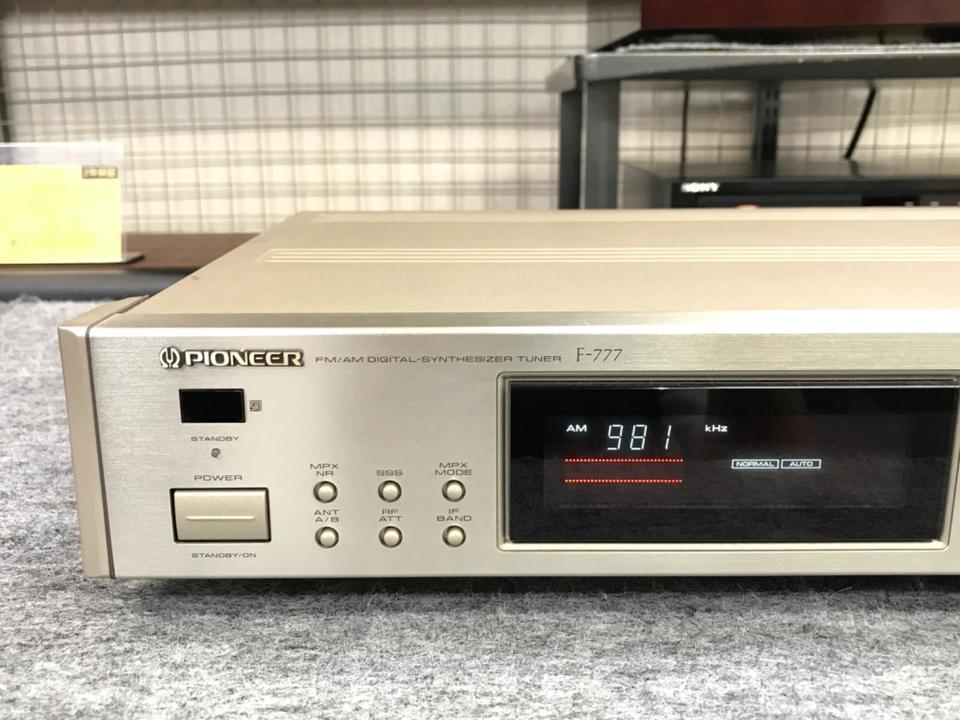 SONY
PIONEER FM/AM DIGITAL-SYNTHESIZER TUNER F-777
STANDBY
AM 981 kHz
NORMAL AUTO
POWER
MPX NR
SSS
MPX MODE
ANT A/B
RF ATT
IF BAND
STANDBY/ON